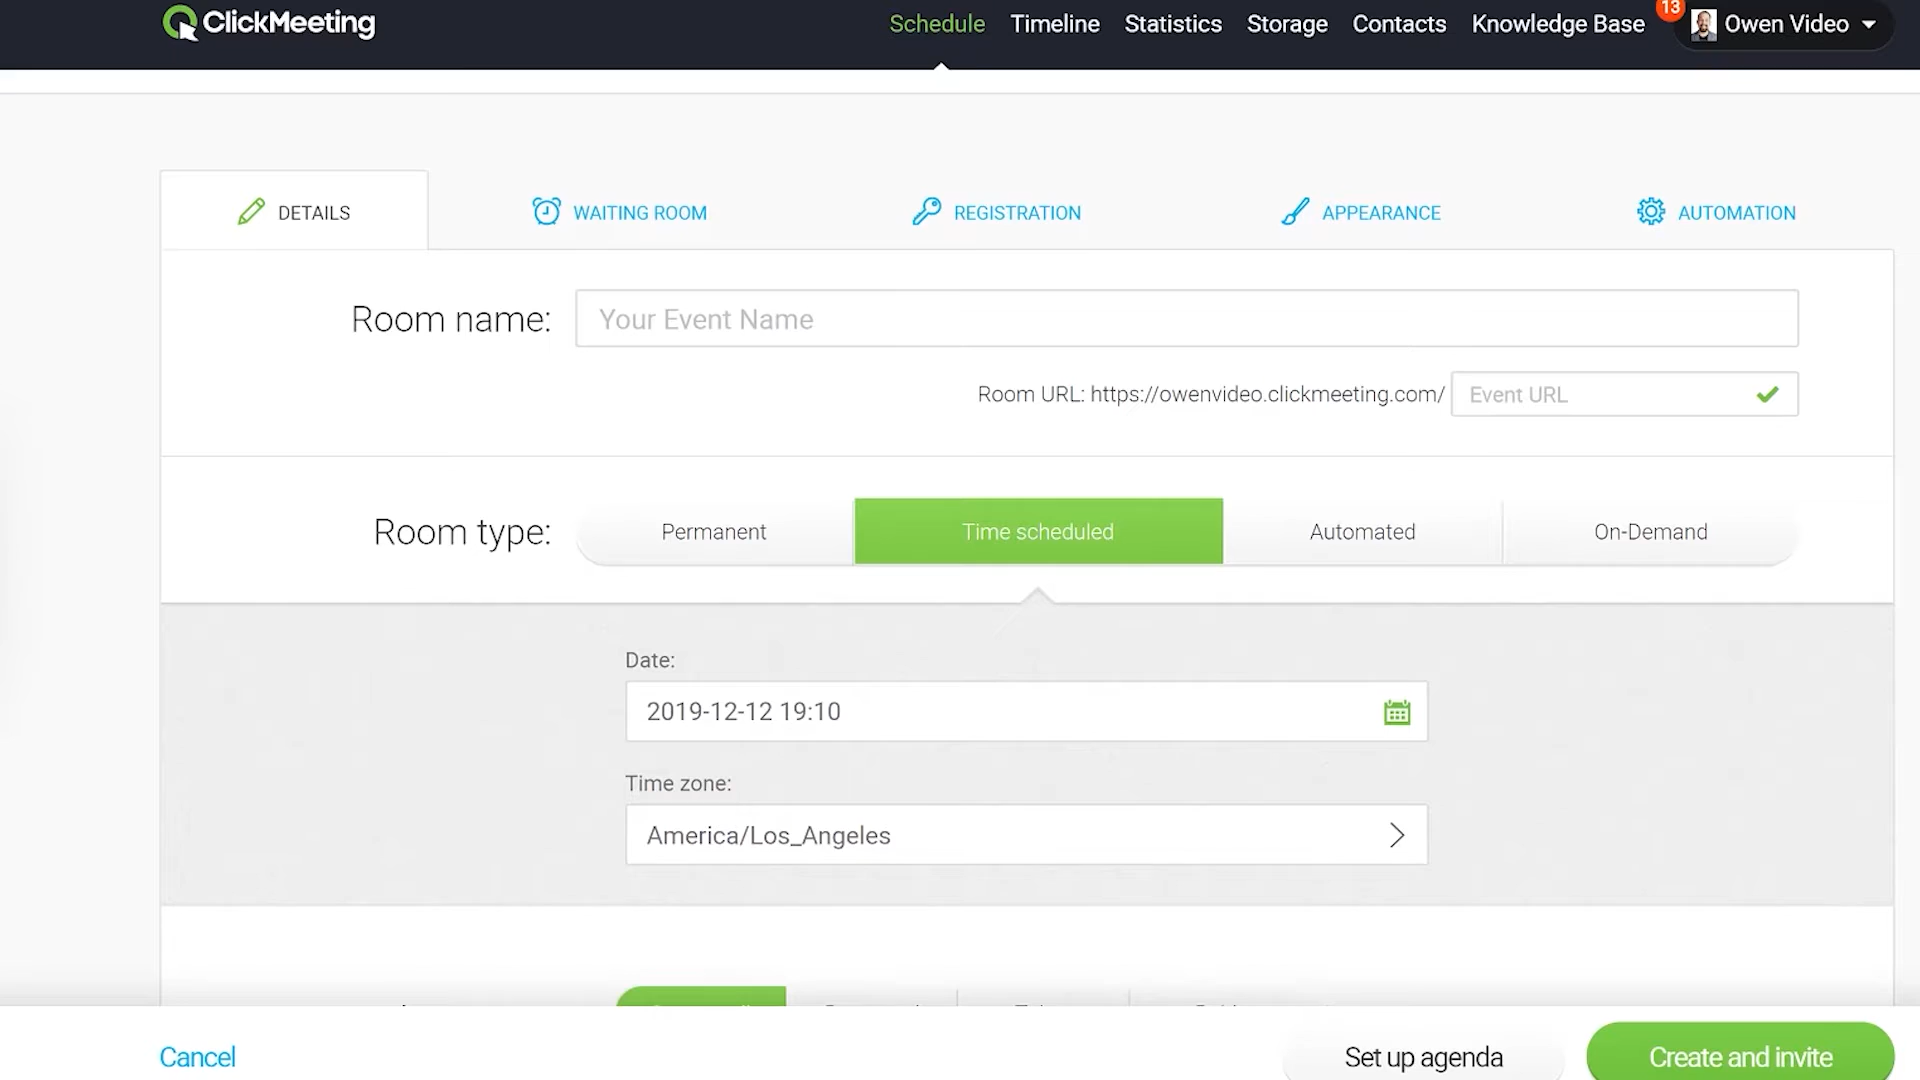 ClickMeeting
Schedule Timeline Statistics Storage Contacts Knowledge Base 13 Owen Video
DETAILS WAITING ROOM REGISTRATION APPEARANCE AUTOMATION
Room name: Your Event Name
Room URL: https://owenvideo.clickmeeting.com/ Event URL
Room type: Permanent Time scheduled Automated On-Demand
Date:
2019-12-12 19:10
Time zone:
America/Los_Angeles
Cancel Set up agenda Create and invite